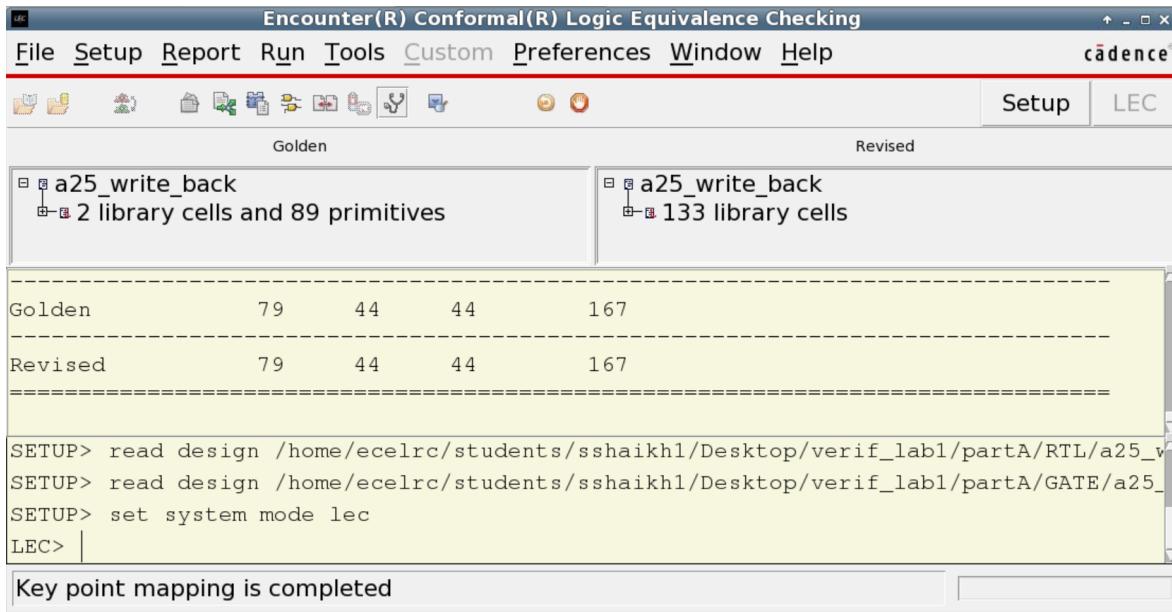 LEC
Encounter(R) Conformal(R) Logic Equivalence Checking
File Setup Report Run Tools Custom Preferences Window Help
cādence
Setup LEC
Golden Revised
a25_write_back a25_write_back
2 library cells and 89 primitives 133 library cells
Golden 79 44 44 167
Revised 79 44 44 167
SETUP> read design /home/ecelrc/students/sshaikh1/Desktop/verif_lab1/partA/RTL/a25_w
SETUP> read design /home/ecelrc/students/sshaikh1/Desktop/verif_lab1/partA/GATE/a25_
SETUP> set system mode lec
LEC>
Key point mapping is completed